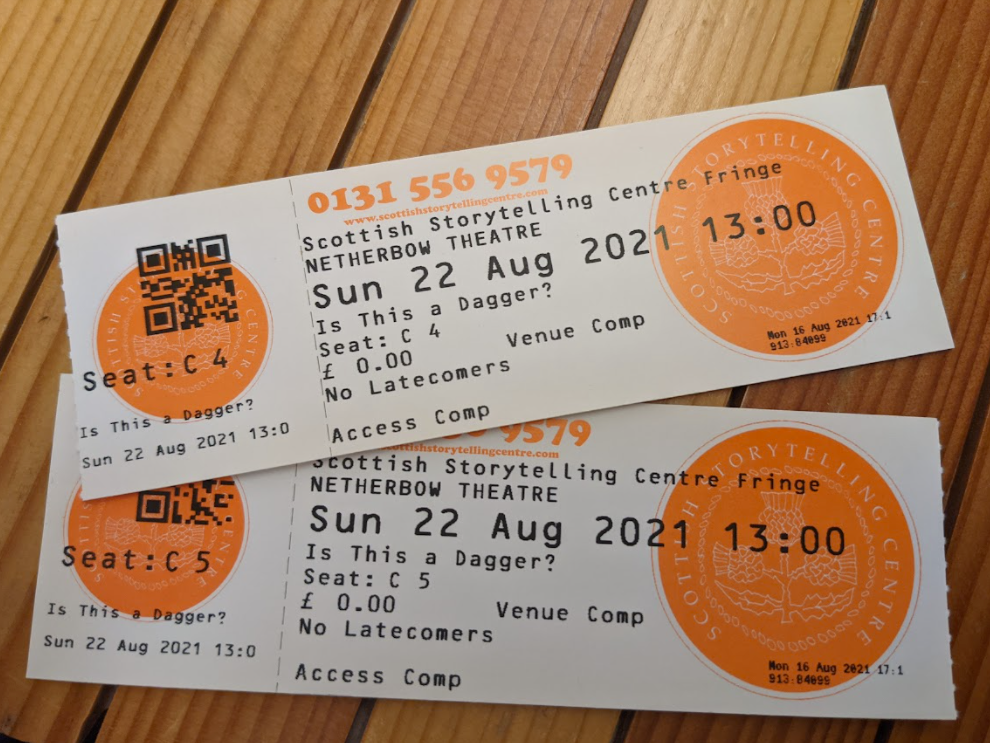 0131 556 9579
www.scottishstorytellingcentre.com
Scottish Storytelling Centre Fringe
NETHERBOW THEATRE
Sun 22 Aug 2021 13:00
Is This a Dagger?
Seat: C 4
£ 0.00 Venue Comp
No Latecomers
Access Comp
SCOTTISH STORYTELLING CENTRE
Mon 16 Aug 2021 17:1
913:84099
Seat:C 4
Is This a Dagger?
Sun 22 Aug 2021 13:0
9579
Scottish Storytelling Centre Fringe
NETHERBOW THEATRE
Sun 22 Aug 2021 13:00
Is This a Dagger?
Seat: C 5
£ 0.00 Venue Comp
No Latecomers
Access Comp
SCOTTISH STORYTELLING CENTRE
Mon 16 Aug 2021 17:1
913:84099
Seat:C 5
Is This a Dagger?
Sun 22 Aug 2021 13:0